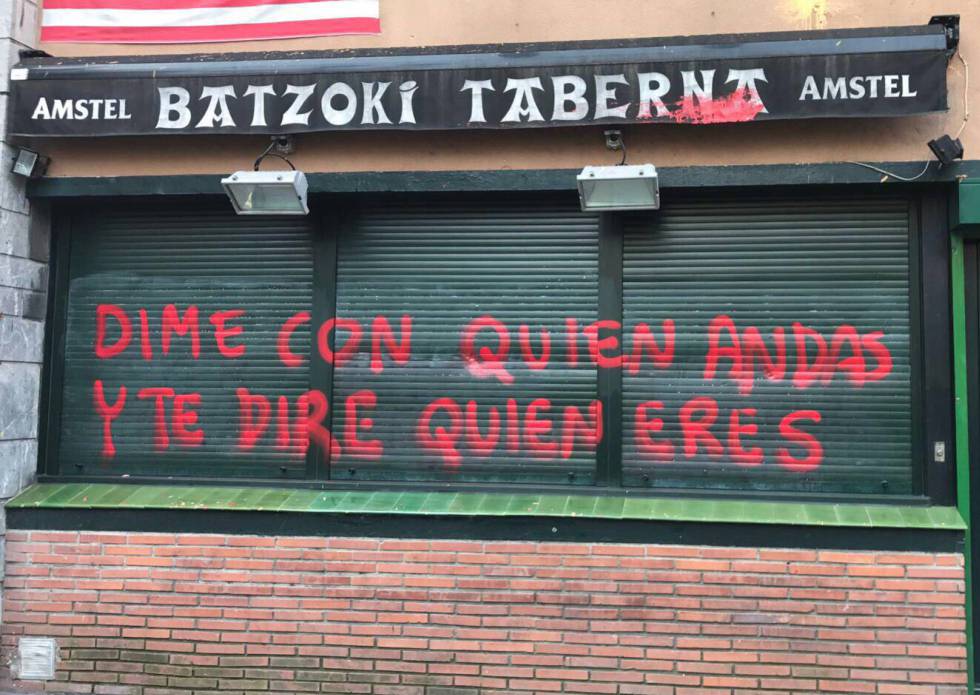 AMSTEL BATZOKi TABERNA AMSTEL
DIME CON QUIEN ANDAS
Y TE DIRE QUIEN ERES